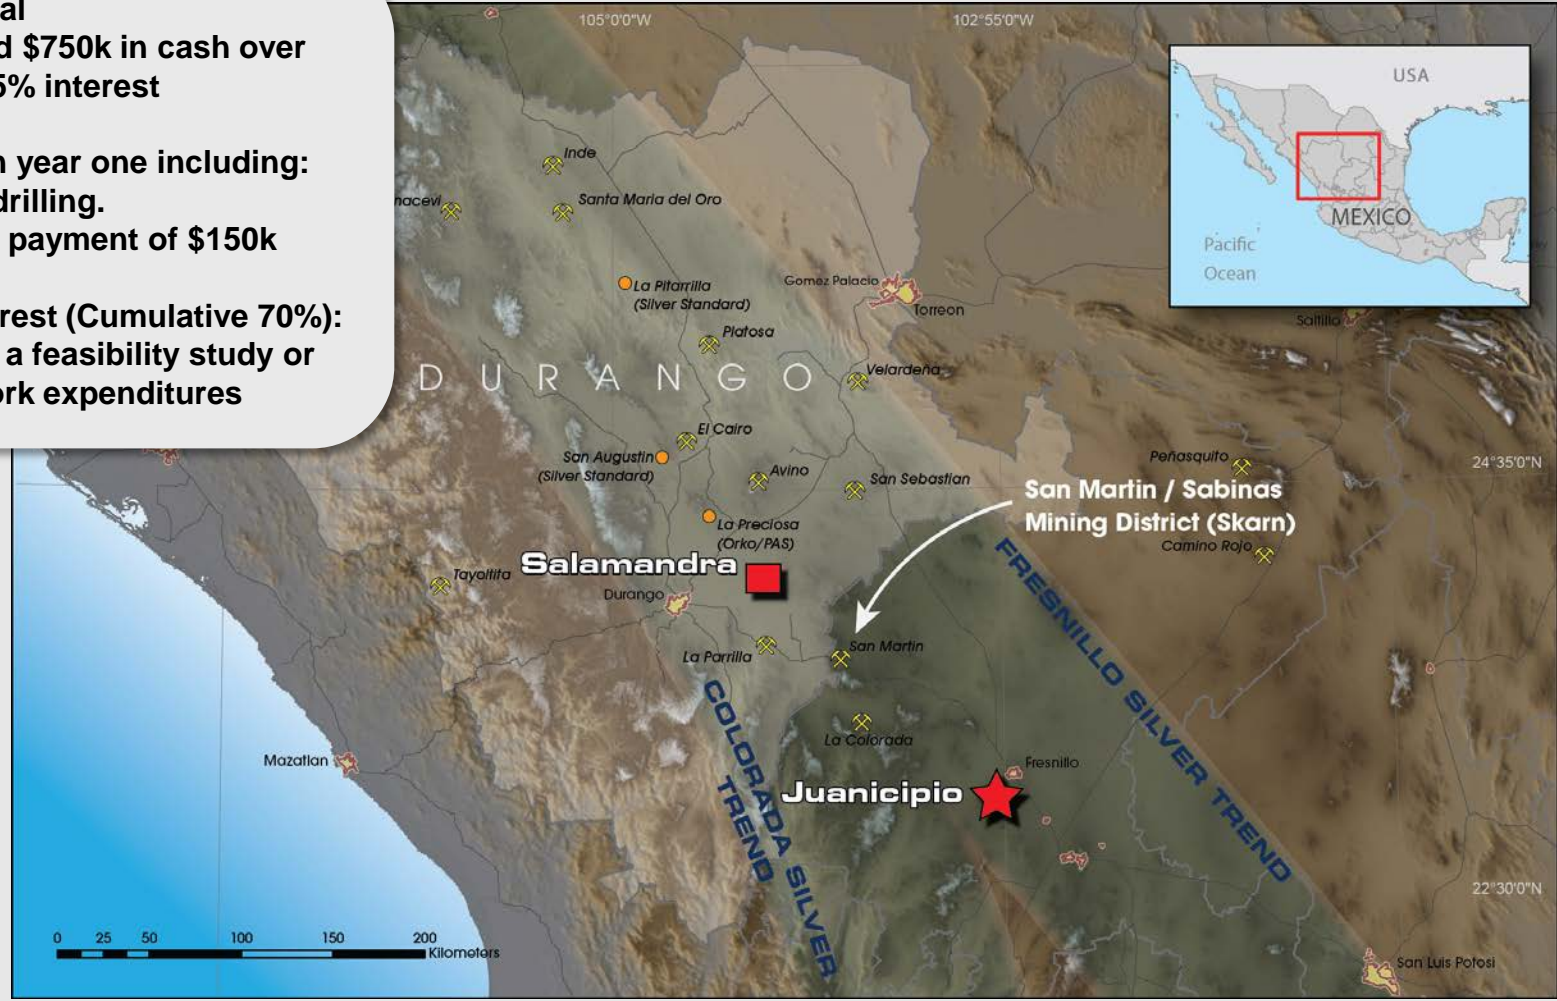 al
d $750k in cash over
5% interest
n year one including:
drilling.
payment of $150k
rest (Cumulative 70%):
a feasibility study or
ork expenditures
105°0'0"W
102°55'0"W
USA
MEXICO
Pacific
Ocean
Inde
nacevi
Santa Maria del Oro
La Pitarrilla
(Silver Standard)
Gomez Palacio
Torreon
Saltillo
Platosa
DURANGO
Velardeña
El Cairo
San Augustin
(Silver Standard)
Avino
San Sebastian
Peñasquito
24°35'0"N
San Martin / Sabinas
Mining District (Skarn)
La Preciosa
(Orko/PAS)
Camino Rojo
Salamandra
Tayoltita
Durango
La Parrilla
San Martin
FRESNILLO SILVER TREND
COLORADA SILVER
TREND
La Colorada
Mazatlan
Fresnillo
Juanicipio
22°30'0"N
0 25 50 100 150 200
Kilometers
San Luis Potosi